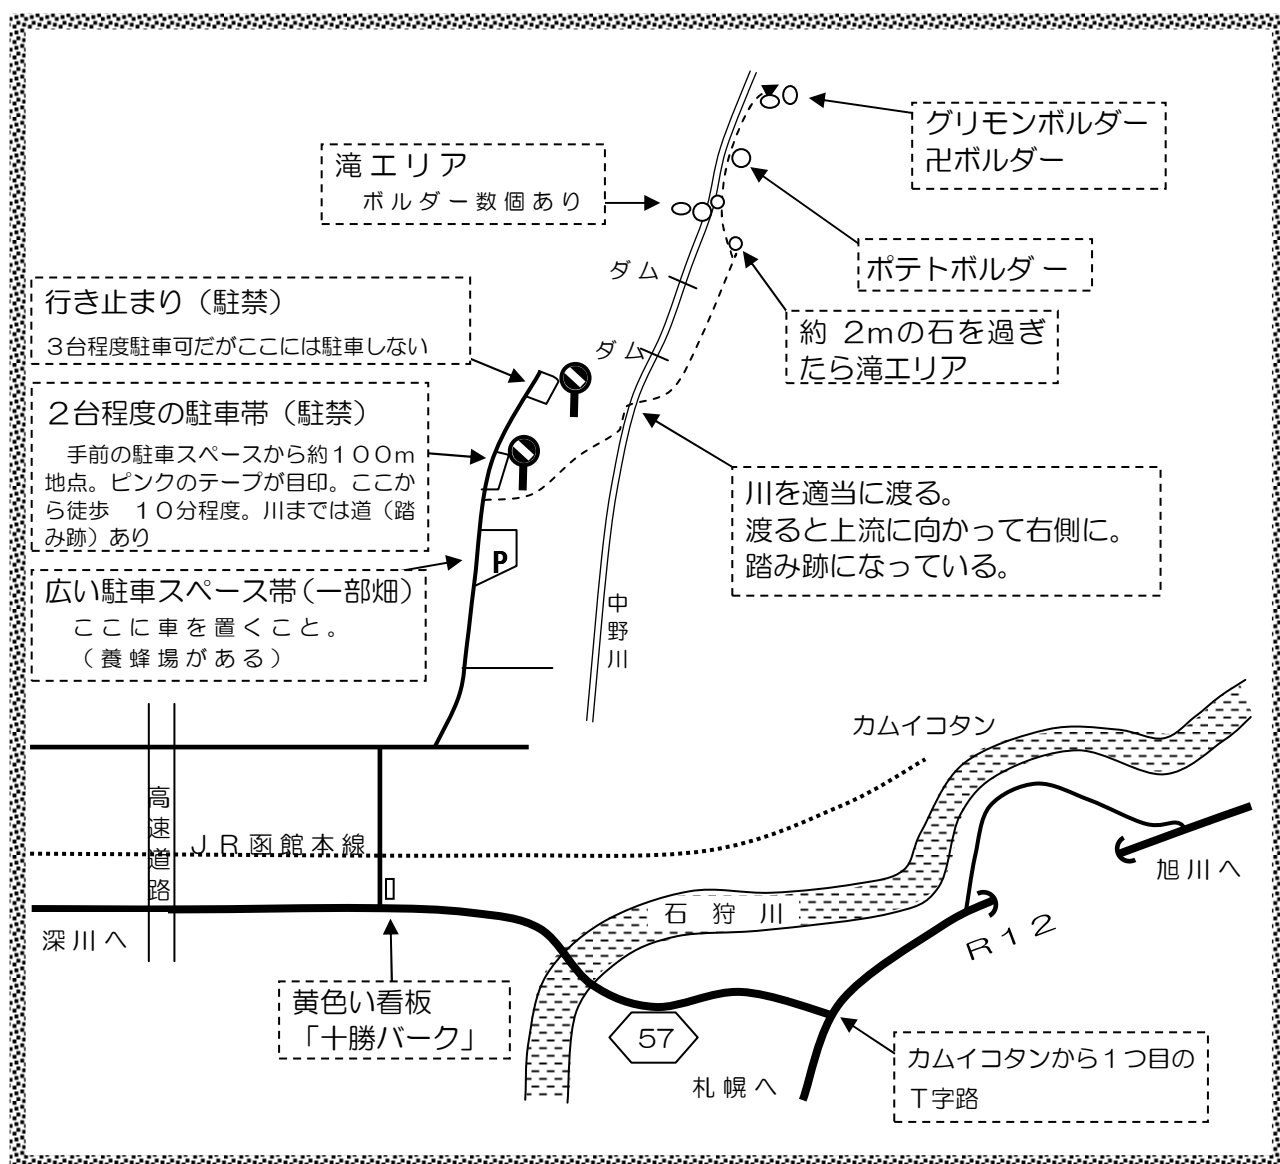 グリモンボルダー
卍ボルダー
滝エリア
ボルダー数個あり
ポテトボルダー
ダム
行き止まり（駐禁）
３台程度駐車可だがここには駐車しない
約 2mの石を過ぎ
たら滝エリア
ダム
２台程度の駐車帯（駐禁）
手前の駐車スペースから約１００ｍ
地点。ピンクのテープが目印。ここか
ら徒歩　１０分程度。川までは道（踏
み跡）あり
川を適当に渡る。
渡ると上流に向かって右側に。
踏み跡になっている。
P
広い駐車スペース帯（一部畑）
ここに車を置くこと。
（養蜂場がある）
中野川
カムイコタン
高速道路
ＪＲ函館本線
旭川へ
石狩川
深川へ
Ｒ１２
黄色い看板
「十勝バーク」
57
札幌へ
カムイコタンから１つ目の
Ｔ字路